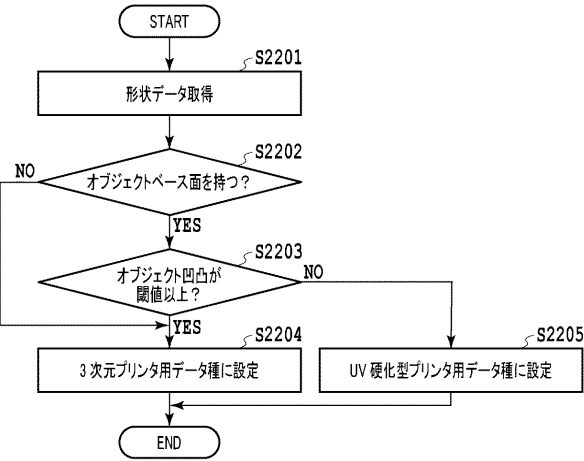 START
S2201
形状データ取得
S2202
オブジェクトベース面を持つ?
NO
YES
S2203
オブジェクト凹凸が
閾値以上?
NO
YES
S2204
3次元プリンタ用データ種に設定
S2205
UV硬化型プリンタ用データ種に設定
END